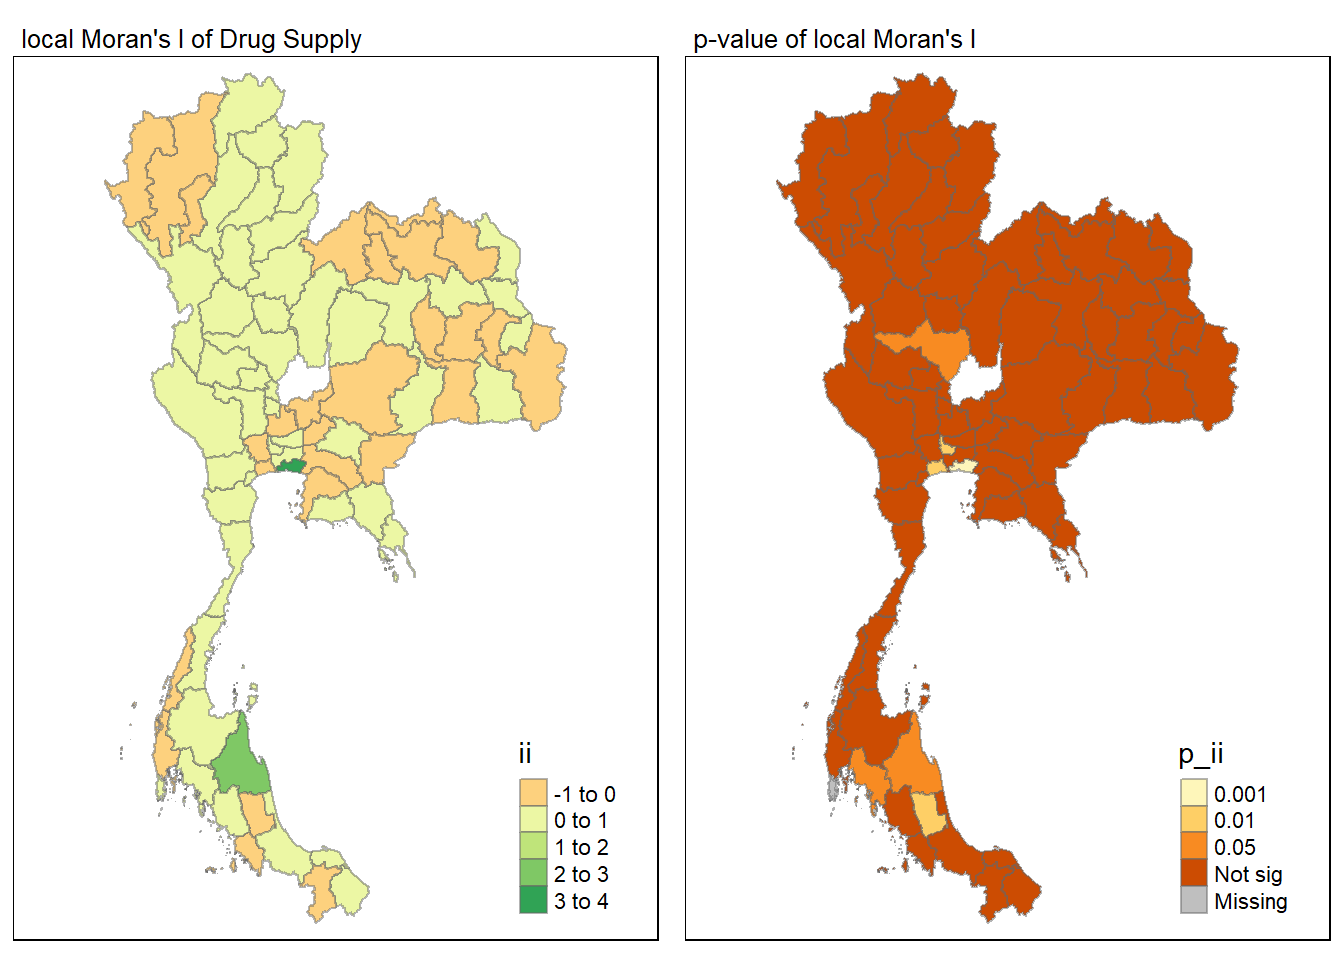 local Moran's I of Drug Supply
p-value of local Moran's I
ii
-1 to 0
0 to 1
1 to 2
2 to 3
3 to 4
p_ii
0.001
0.01
0.05
Not sig
Missing